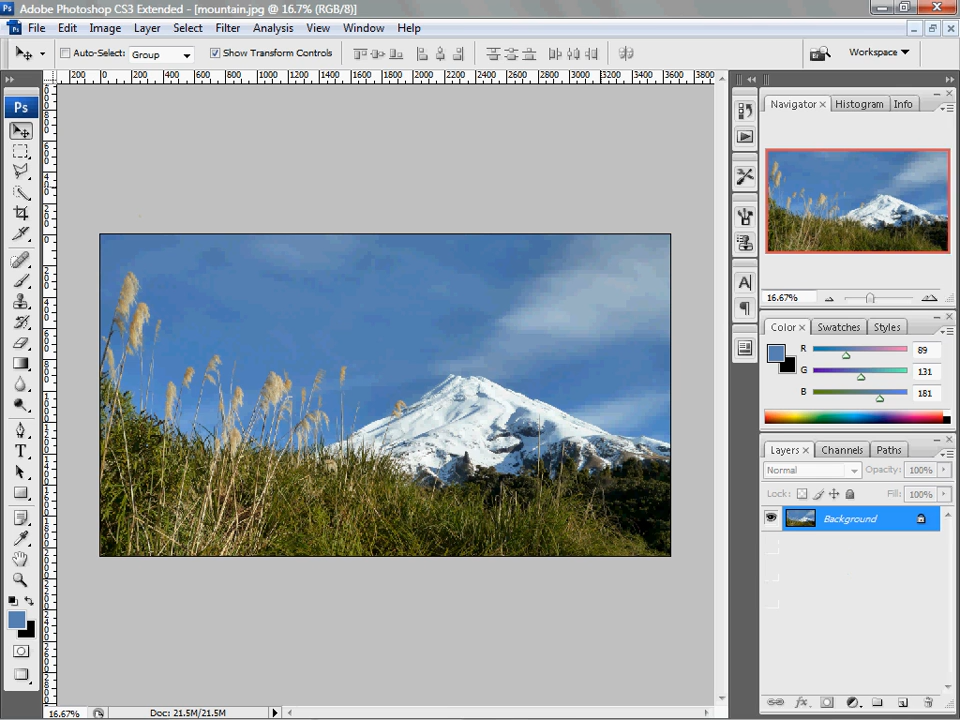 Ps Adobe Photoshop CS3 Extended - [mountain.jpg @ 16.7% (RGB/8)]
Ps File Edit Image Layer Select Filter Analysis View Window Help
Auto-Select: Group Show Transform Controls Workspace
200 0 200 400 600 800 1000 1200 1400 1600 1800 2000 2200 2400 2600 2800 3000 3200 3400 3600 3800
Ps
Navigator Histogram Info
16.67%
Color Swatches Styles
R 89
G 131
B 181
Layers Channels Paths
Normal Opacity: 100%
Lock: Fill: 100%
Background
A
T
16.67% Doc: 21.5M/21.5M